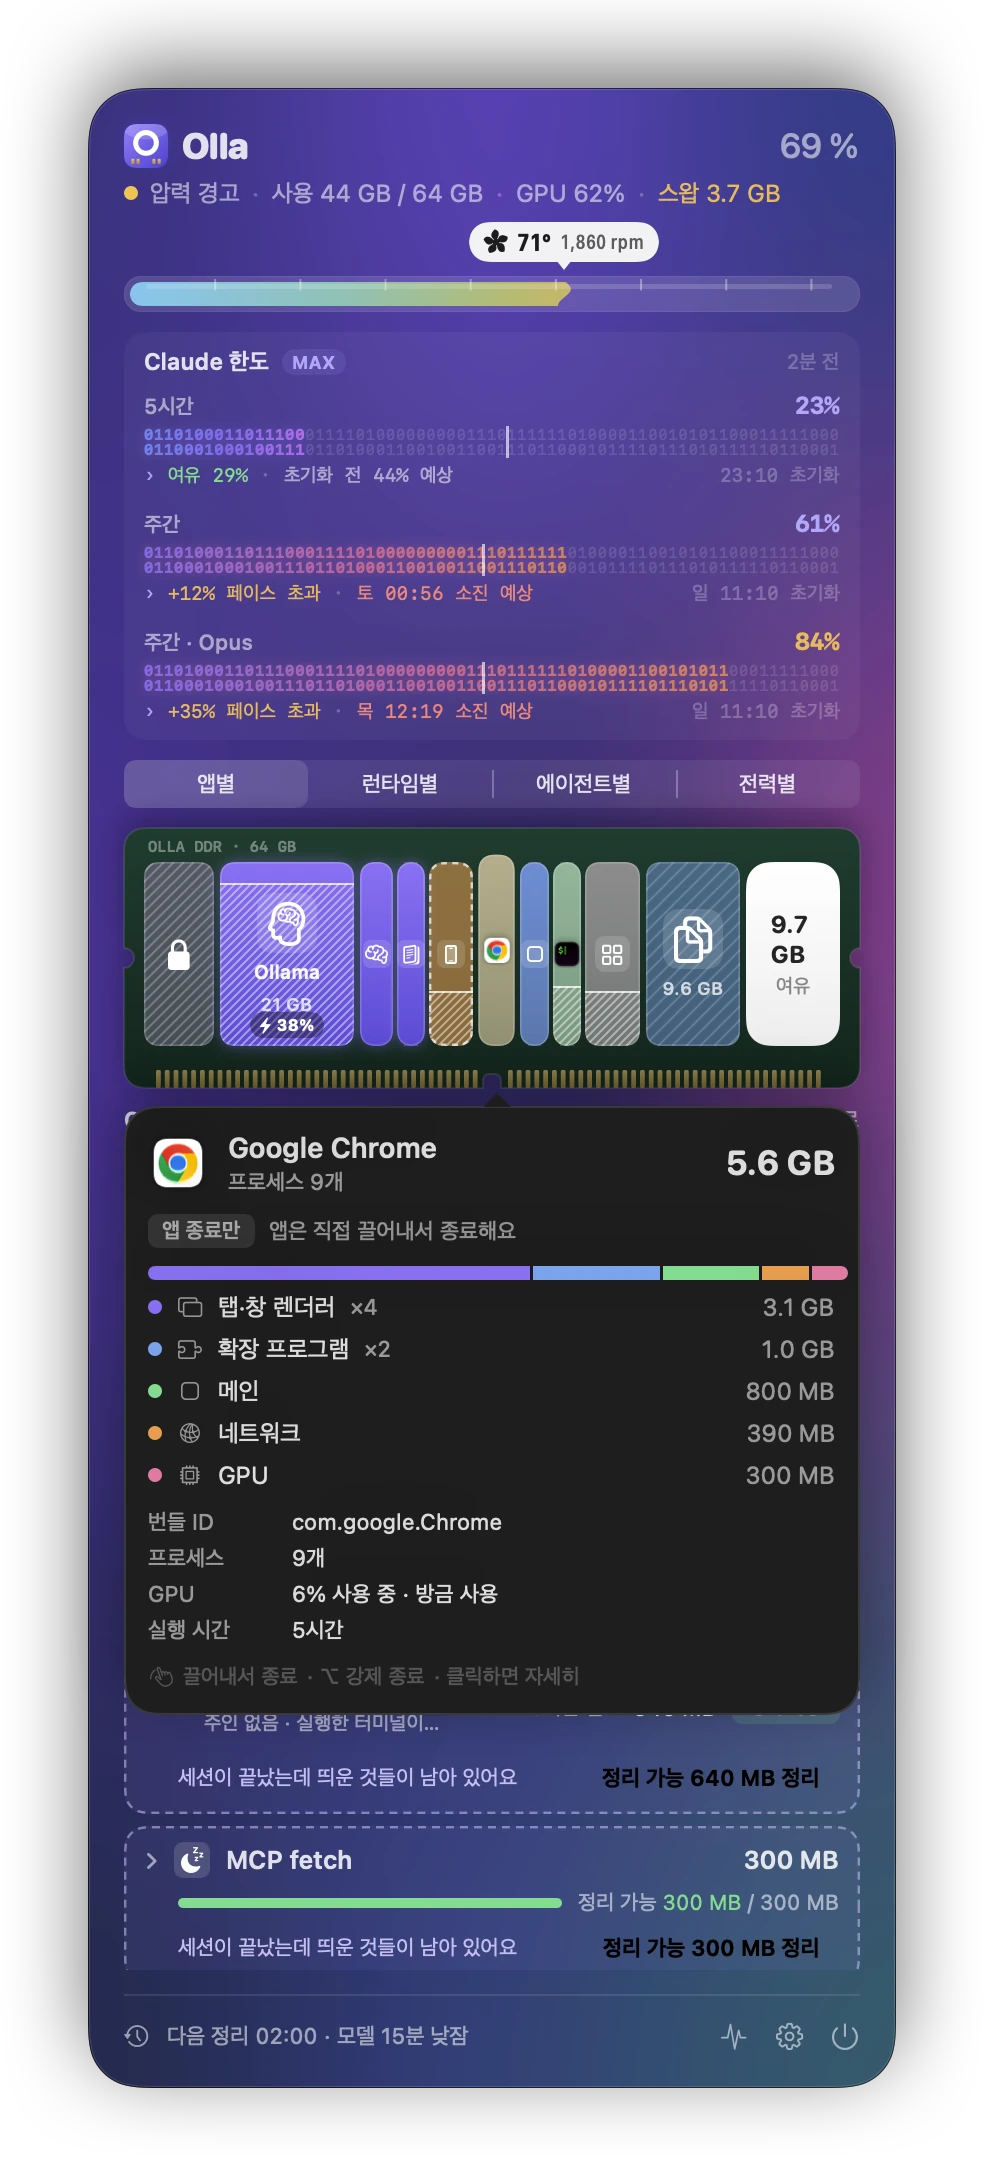 Olla
69 %
압력 경고 · 사용 44 GB / 64 GB · GPU 62% · 스왑 3.7 GB
71° 1,860 rpm
Claude 한도 MAX 2분 전
5시간 23%
› 여유 29% · 초기화 전 44% 예상 23:10 초기화
주간 61%
› +12% 페이스 초과 · 토 00:56 소진 예상 일 11:10 초기화
주간 · Opus 84%
› +35% 페이스 초과 · 목 12:19 소진 예상 일 11:10 초기화
앱별 런타임별 에이전트별 전력별
OLLA DDR · 64 GB
Ollama
21 GB
38%
$
9.6 GB
9.7
GB
여유
Google Chrome
프로세스 9개
5.6 GB
앱 종료만 앱은 직접 끌어내서 종료해요
탭·창 렌더러 ×4 3.1 GB
확장 프로그램 ×2 1.0 GB
메인 800 MB
네트워크 390 MB
GPU 300 MB
번들 ID com.google.Chrome
프로세스 9개
GPU 6% 사용 중 · 방금 사용
실행 시간 5시간
끌어내서 종료 · ⌥ 강제 종료 · 클릭하면 자세히
주인 없음 · 실행한 터미널이…
세션이 끝났는데 띄운 것들이 남아 있어요 정리 가능 640 MB 정리
MCP fetch 300 MB
정리 가능 300 MB / 300 MB
세션이 끝났는데 띄운 것들이 남아 있어요 정리 가능 300 MB 정리
다음 정리 02:00 · 모델 15분 낮잠